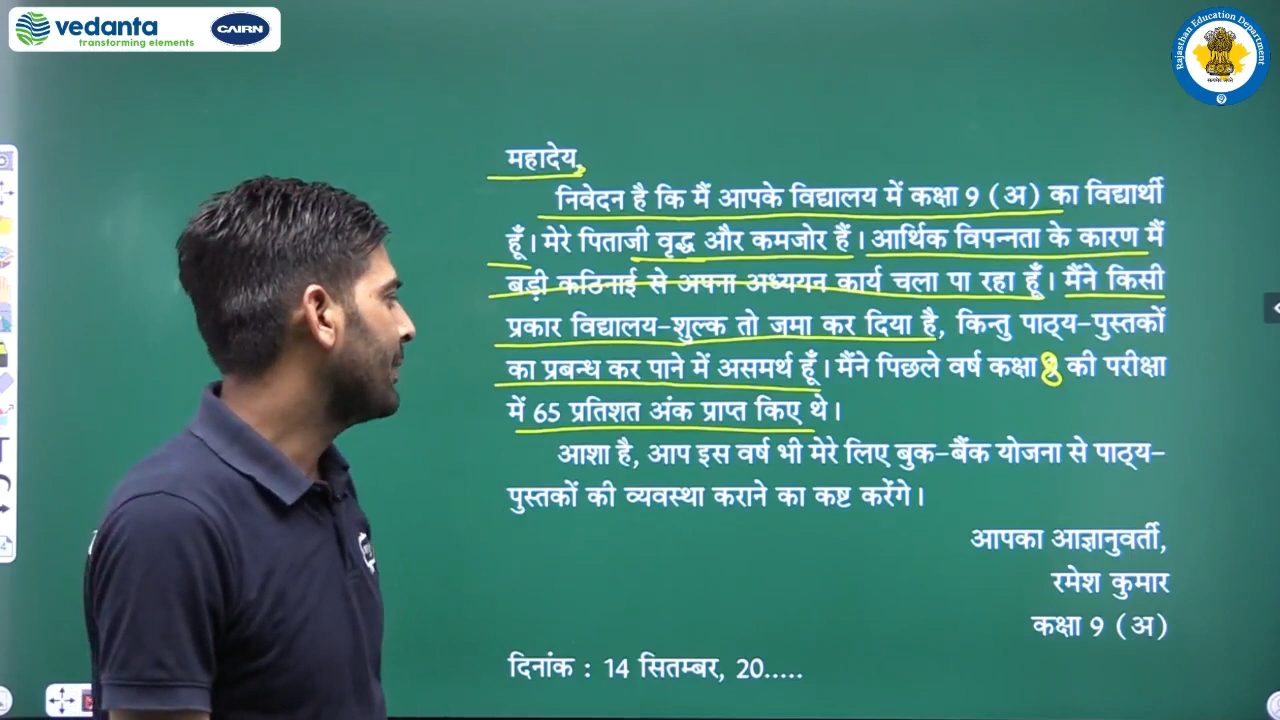 vedanta
transforming elements
CAIRN
Rajasthan Education Department
महादेय,
निवेदन है कि मैं आपके विद्यालय में कक्षा 9 (अ) का विद्यार्थी
हूँ। मेरे पिताजी वृद्ध और कमजोर हैं। आर्थिक विपन्नता के कारण मैं
बड़ी कठिनाई से अपना अध्ययन कार्य चला पा रहा हूँ। मैंने किसी
प्रकार विद्यालय-शुल्क तो जमा कर दिया है, किन्तु पाठ्य-पुस्तकों
का प्रबन्ध कर पाने में असमर्थ हूँ। मैंने पिछले वर्ष कक्षा 8 की परीक्षा
में 65 प्रतिशत अंक प्राप्त किए थे।
आशा है, आप इस वर्ष भी मेरे लिए बुक-बैंक योजना से पाठ्य-
पुस्तकों की व्यवस्था कराने का कष्ट करेंगे।
आपका आज्ञानुवर्ती,
रमेश कुमार
कक्षा 9 (अ)
दिनांक : 14 सितम्बर, 20.....